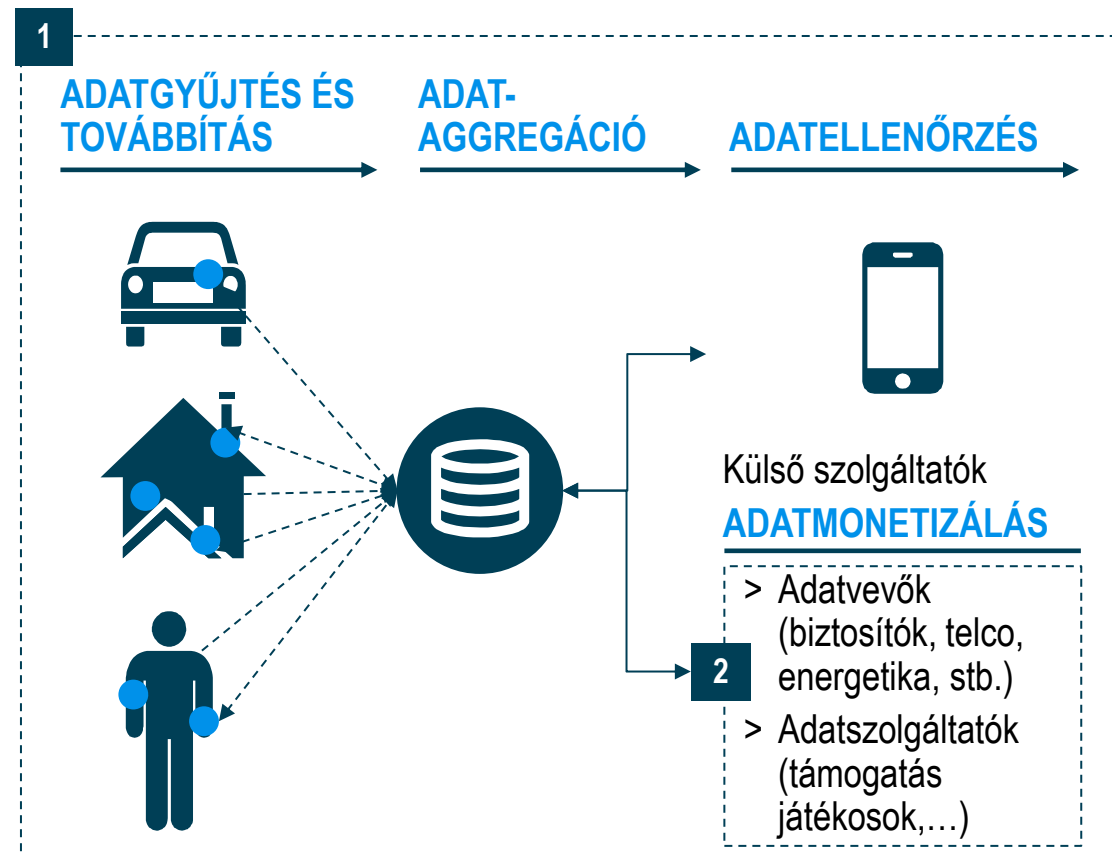 1
ADATGYŰJTÉS ÉS
TOVÁBBÍTÁS
ADAT-
AGGREGÁCIÓ
ADATELLENŐRZÉS
Külső szolgáltatók
ADATMONETIZÁLÁS
2
> Adatvevők
(biztosítók, telco,
energetika, stb.)
> Adatszolgáltatók
(támogatás
játékosok,…)